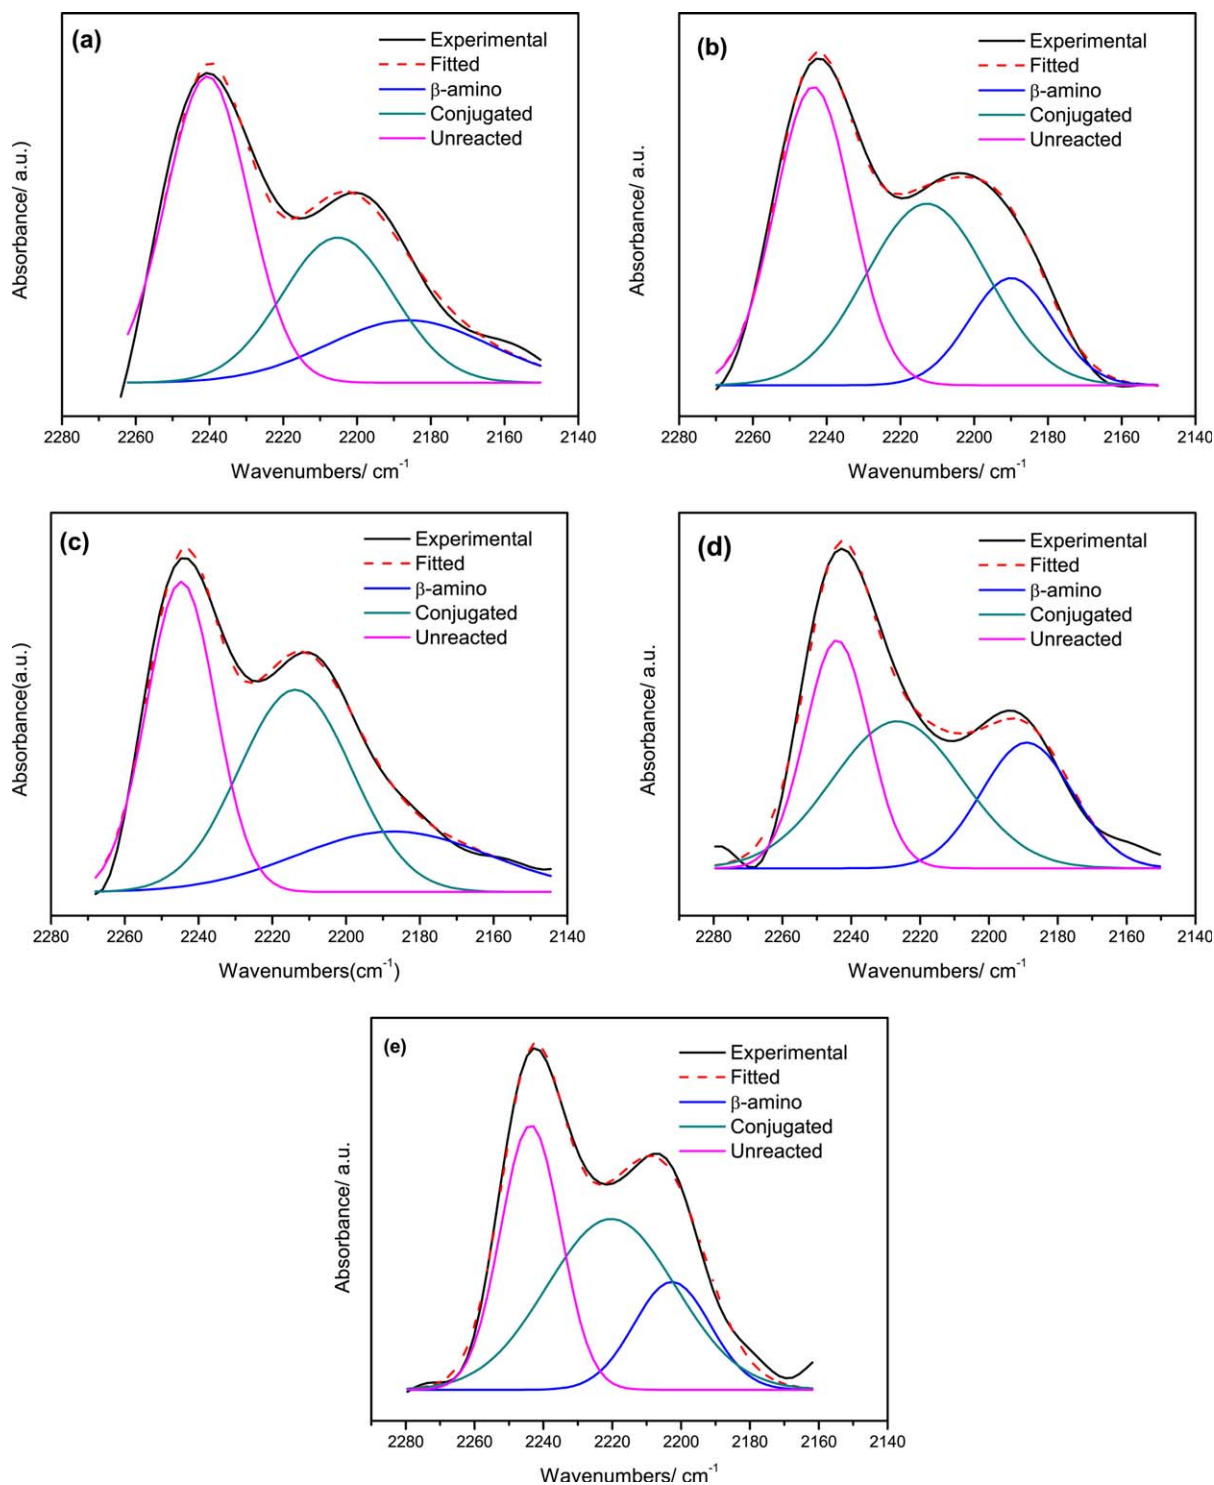 (a)
Experimental
Fitted
β-amino
Conjugated
Unreacted
Absorbance/ a.u.)
2280 2260 2240 2220 2200 2180 2160 2140
Wavenumbers/ cm⁻¹
(b)
Experimental
Fitted
β-amino
Conjugated
Unreacted
Absorbance/ a.u.
2280 2260 2240 2220 2200 2180 2160 2140
Wavenumbers/ cm⁻¹
(c)
Experimental
Fitted
β-amino
Conjugated
Unreacted
Absorbance(a.u.)
2280 2260 2240 2220 2200 2180 2160 2140
Wavenumbers(cm⁻¹)
(d)
Experimental
Fitted
β-amino
Conjugated
Unreacted
Absorbance/ a.u.
2280 2260 2240 2220 2200 2180 2160 2140
Wavenumbers/ cm⁻¹
(e)
Experimental
Fitted
β-amino
Conjugated
Unreacted
Absorbance/ a.u.
2280 2260 2240 2220 2200 2180 2160 2140
Wavenumbers/ cm⁻¹